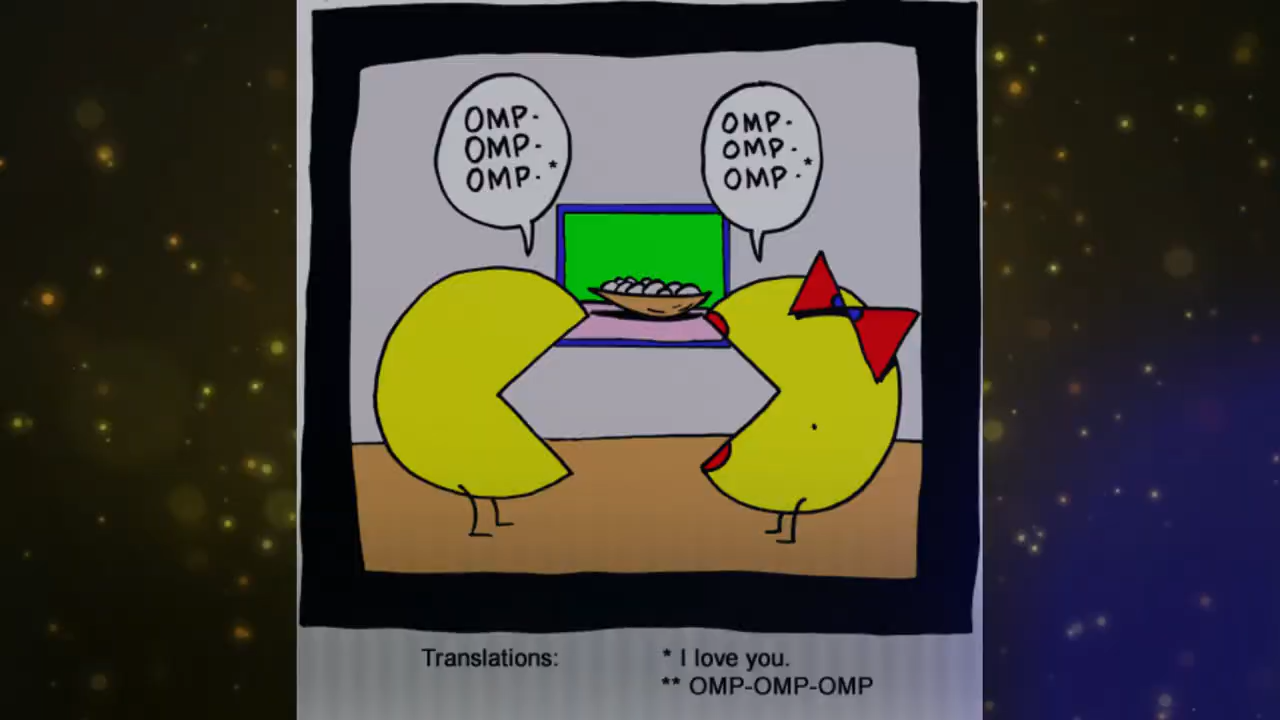 OMP-
OMP-
OMP.*
OMP-
OMP-
OMP.*
Translations:
* I love you.
** OMP-OMP-OMP